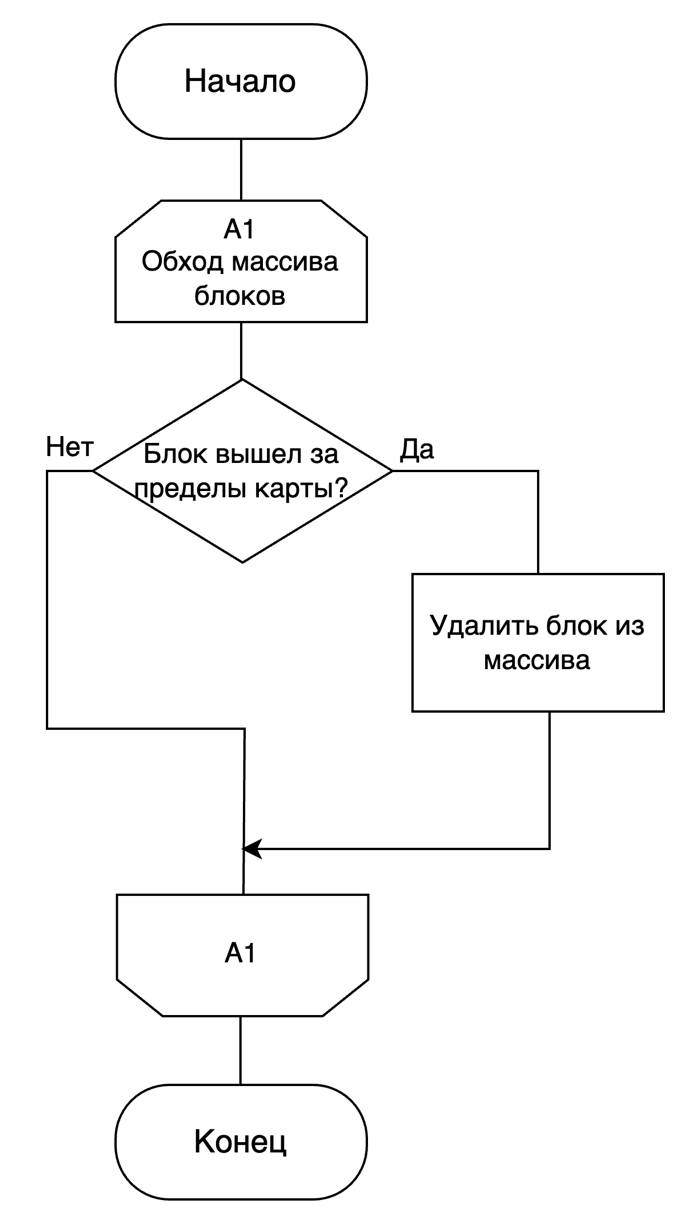 Начало
А1
Обход массива
блоков
Нет
Блок вышел за
пределы карты?
Да
Удалить блок из
массива
А1
Конец